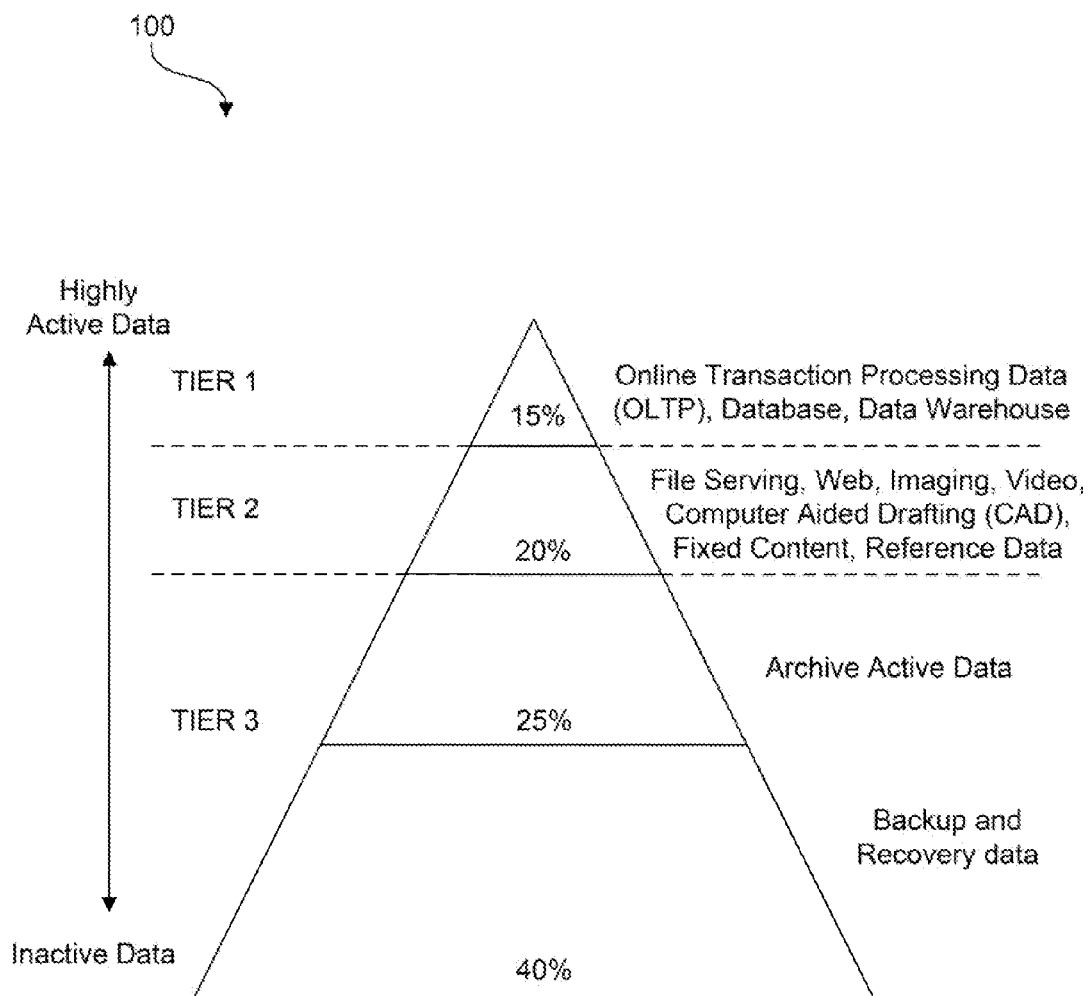 100
Highly
Active Data
TIER 1
15%
Online Transaction Processing Data
(OLTP), Database, Data Warehouse
TIER 2
20%
File Serving, Web, Imaging, Video,
Computer Aided Drafting (CAD),
Fixed Content, Reference Data
Archive Active Data
TIER 3
25%
Backup and
Recovery data
Inactive Data
40%